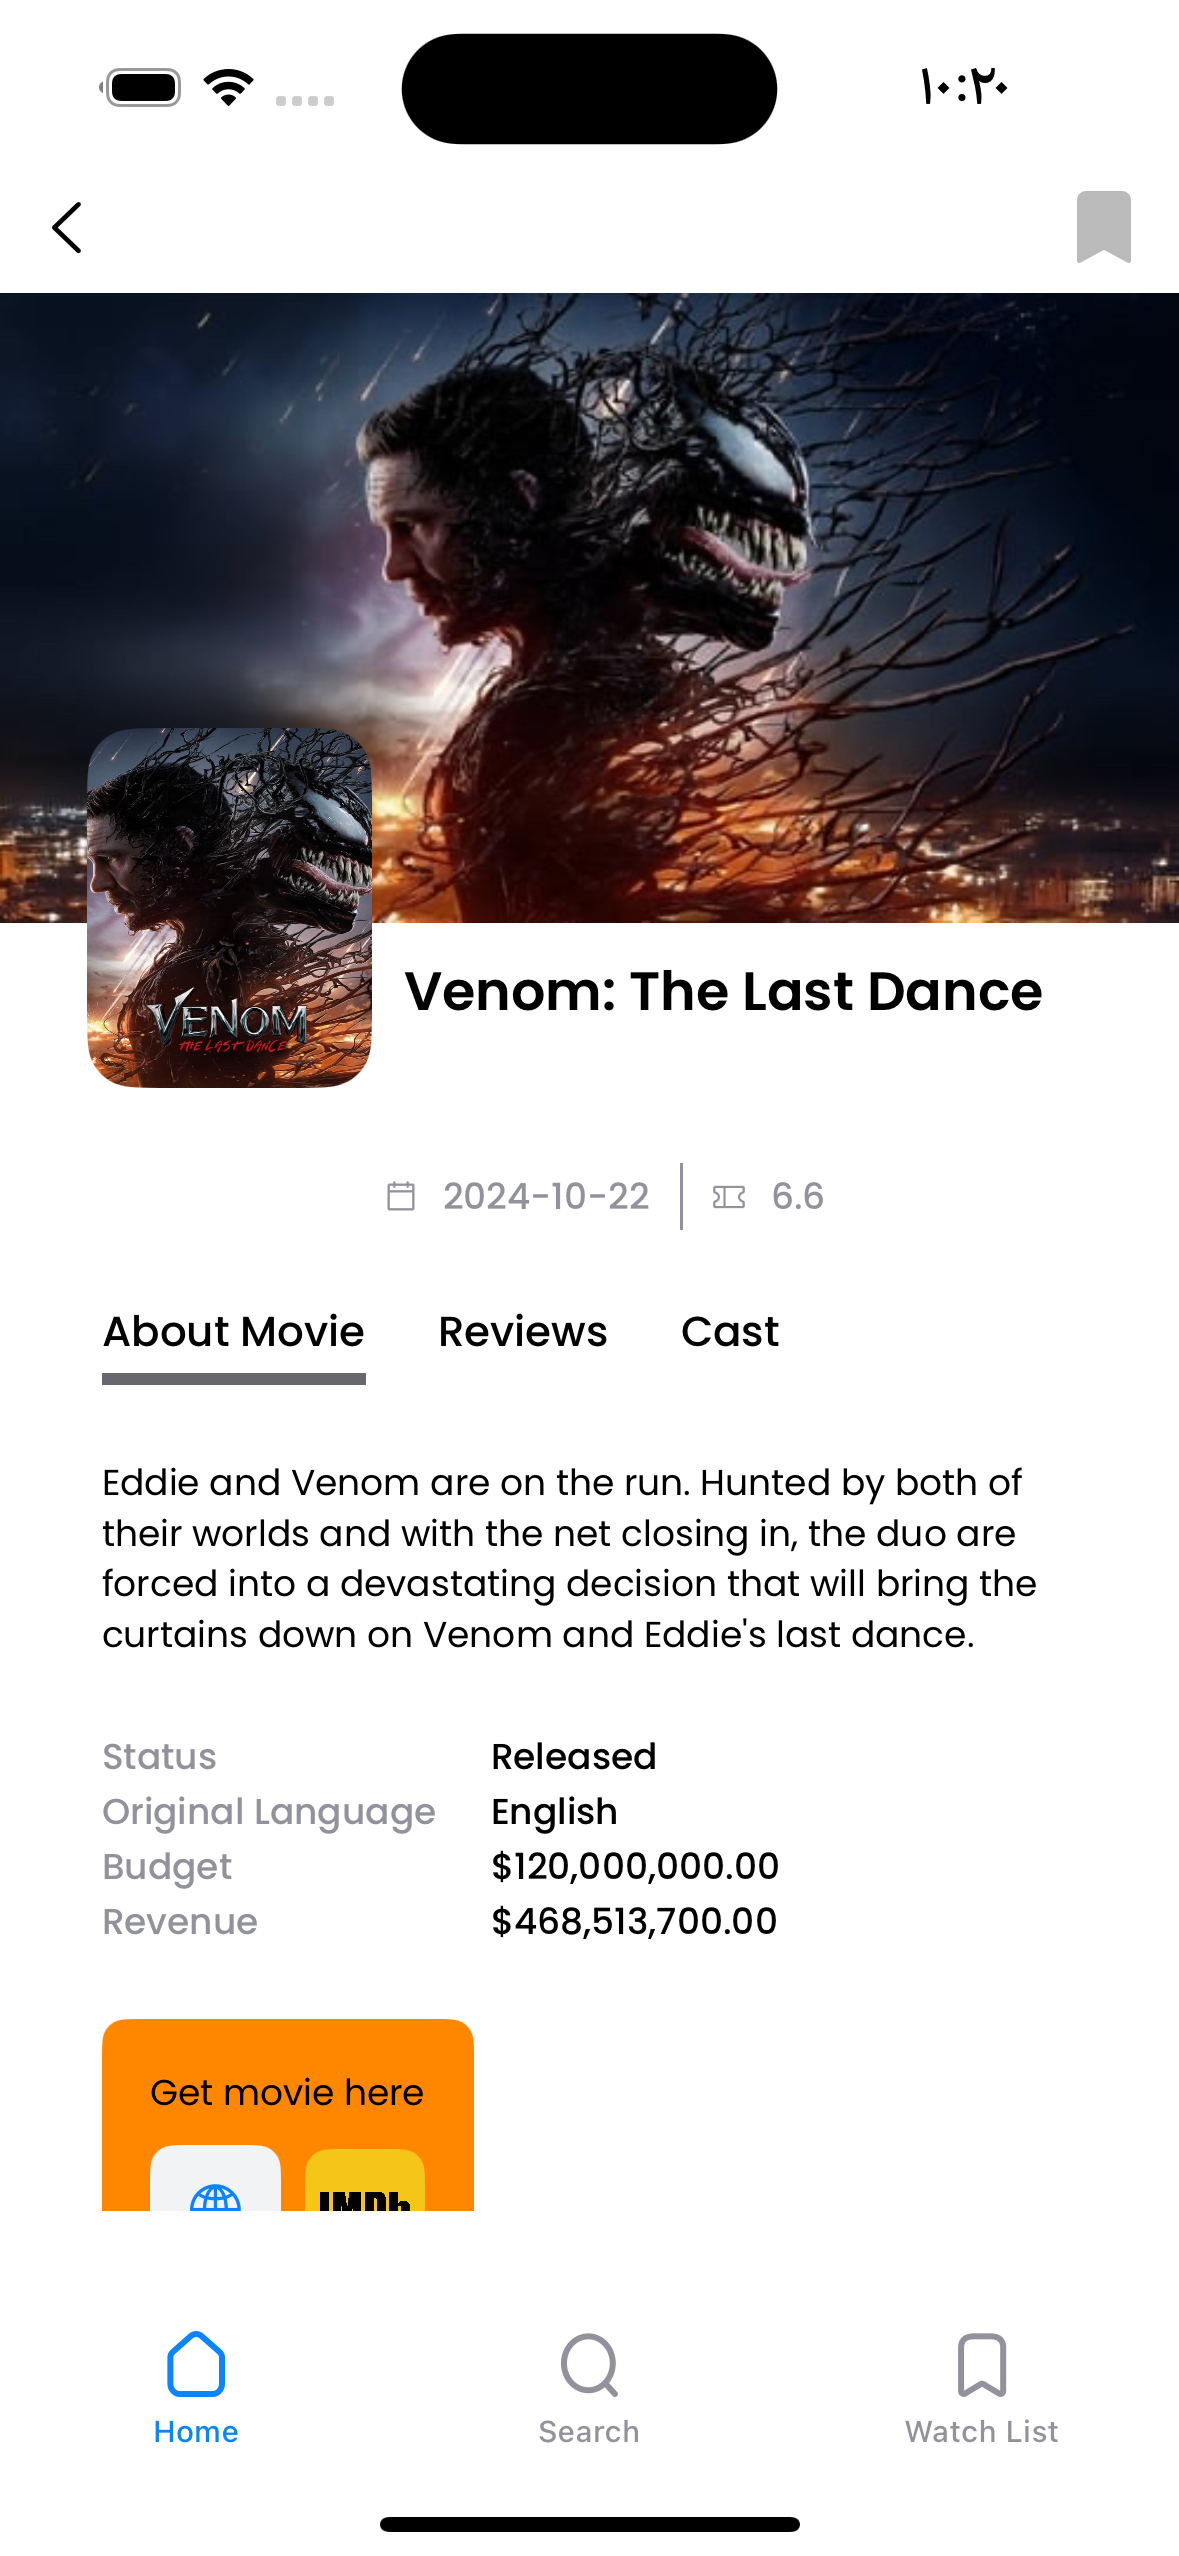 ۱۰:۲۰
VENOM
THE LAST DANCE
Venom: The Last Dance
2024-10-22
6.6
About Movie Reviews Cast
Eddie and Venom are on the run. Hunted by both of
their worlds and with the net closing in, the duo are
forced into a devastating decision that will bring the
curtains down on Venom and Eddie's last dance.
Status Released
Original Language English
Budget $120,000,000.00
Revenue $468,513,700.00
Get movie here
IMDb
Home Search Watch List